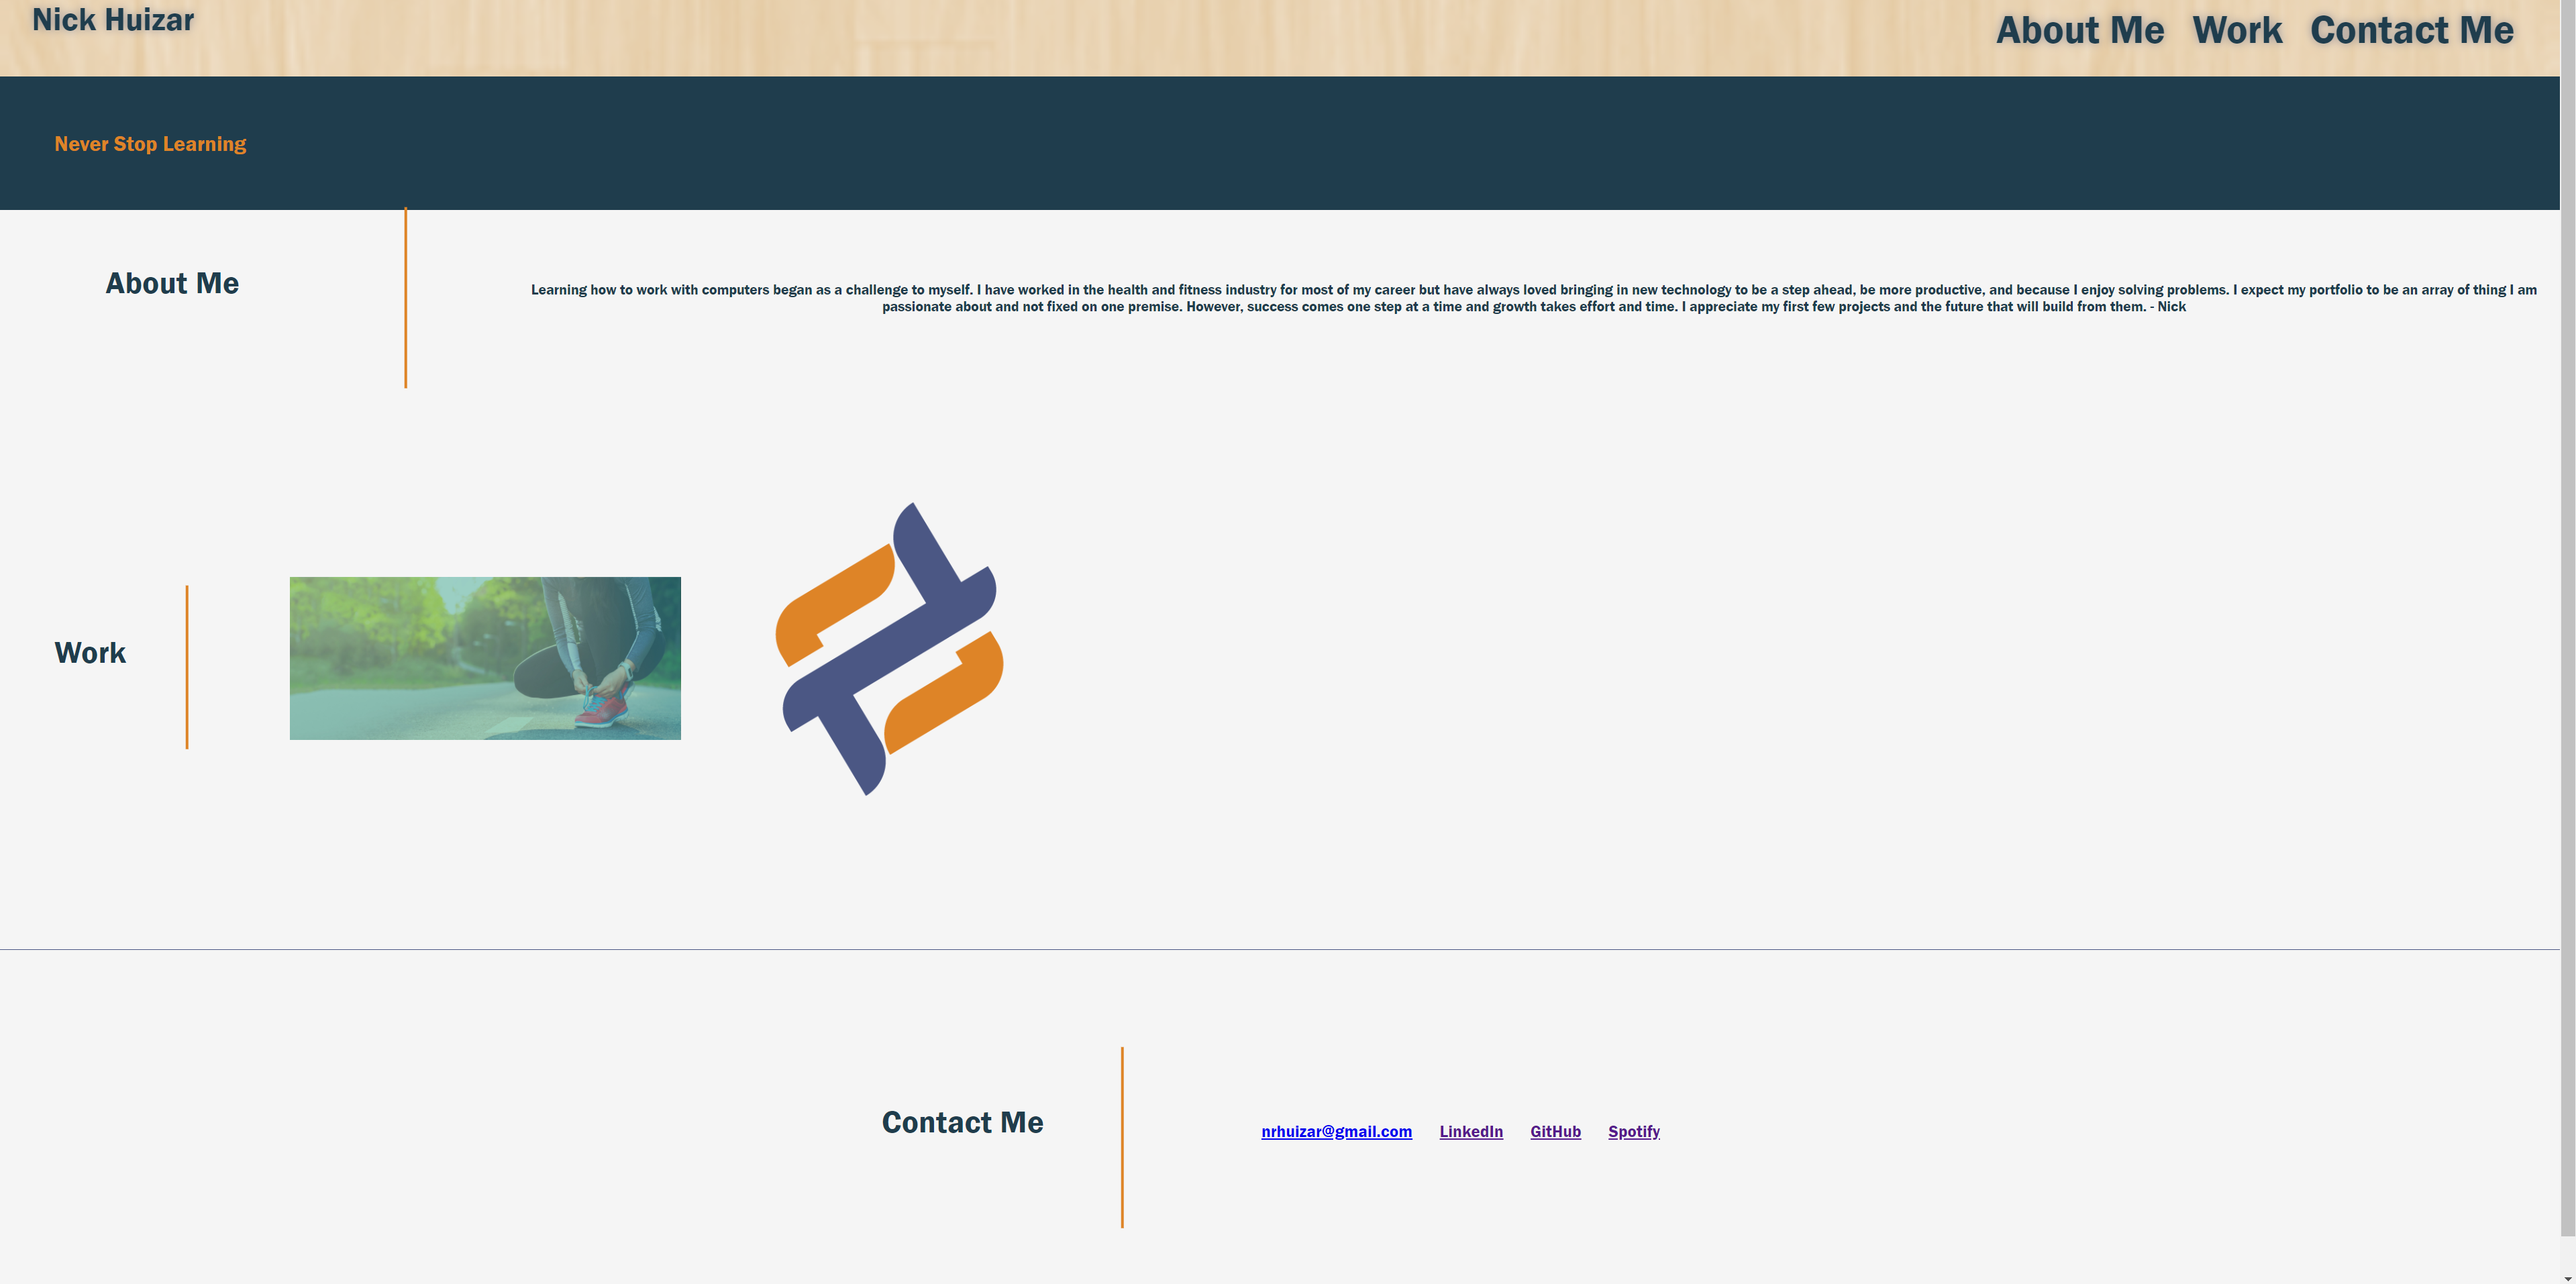 Nick Huizar
About Me Work Contact Me
Never Stop Learning
About Me
Learning how to work with computers began as a challenge to myself. I have worked in the health and fitness industry for most of my career but have always loved bringing in new technology to be a step ahead, be more productive, and because I enjoy solving problems. I expect my portfolio to be an array of thing I am
passionate about and not fixed on one premise. However, success comes one step at a time and growth takes effort and time. I appreciate my first few projects and the future that will build from them. - Nick
Work
Contact Me
nrhuizar@gmail.com LinkedIn GitHub Spotify